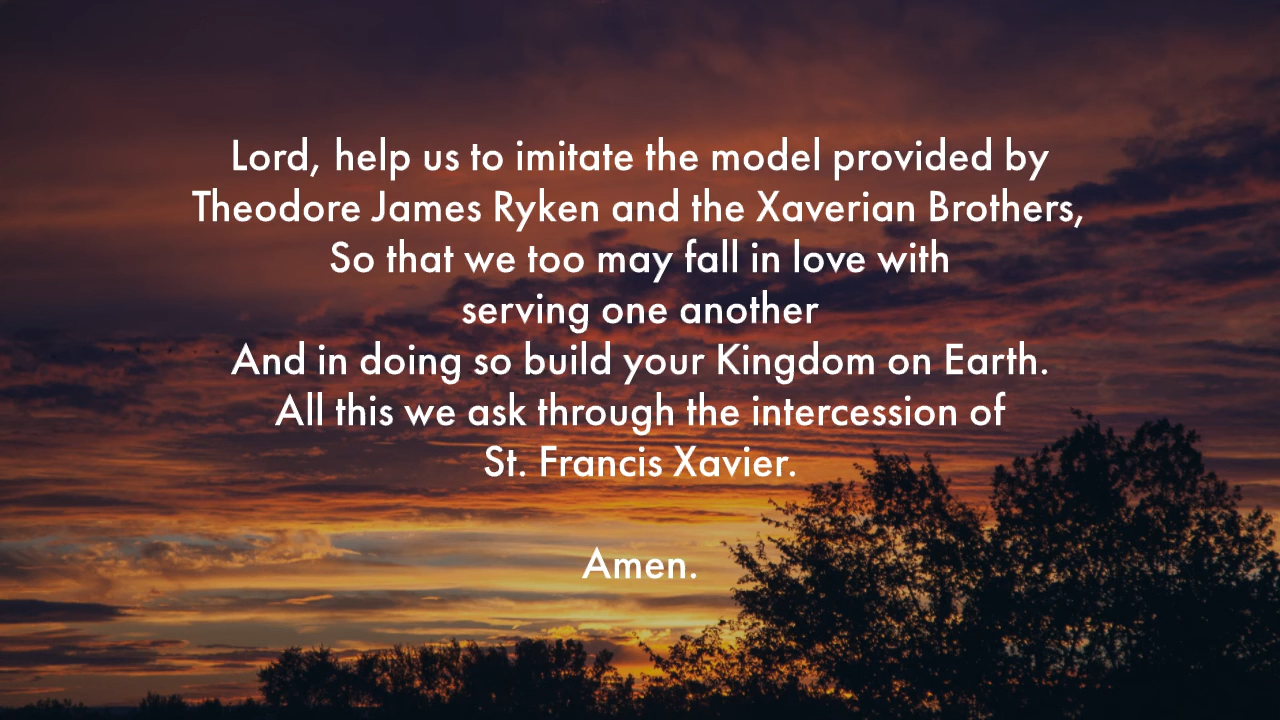 Lord, help us to imitate the model provided by
Theodore James Ryken and the Xaverian Brothers,
So that we too may fall in love with
serving one another
And in doing so build your Kingdom on Earth.
All this we ask through the intercession of
St. Francis Xavier.
Amen.